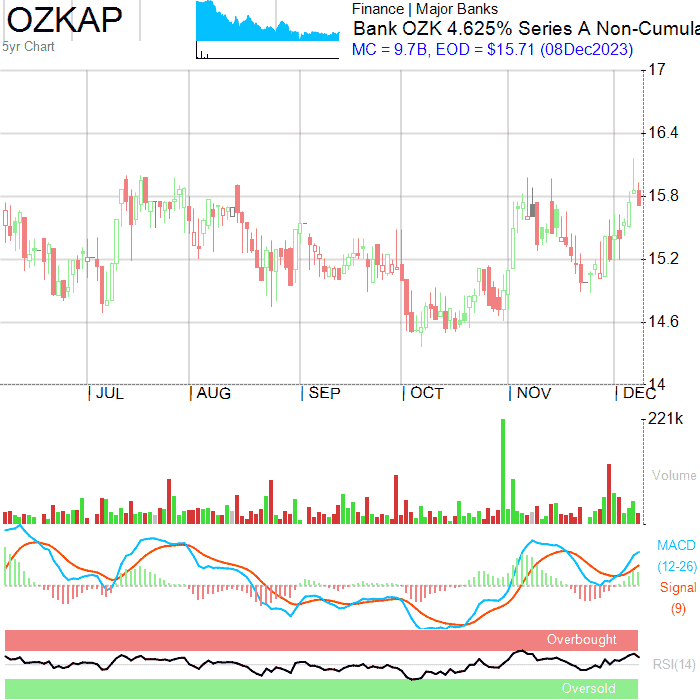 OZKAP
5yr Chart
Finance | Major Banks
Bank OZK 4.625% Series A Non-Cumula
MC = 9.7B, EOD = $15.71 (08Dec2023)
17
16.4
15.8
15.2
14.6
14
JUL AUG SEP OCT NOV DEC
221k
Volume
MACD
(12-26)
Signal
(9)
Overbought
RSI(14)
Oversold